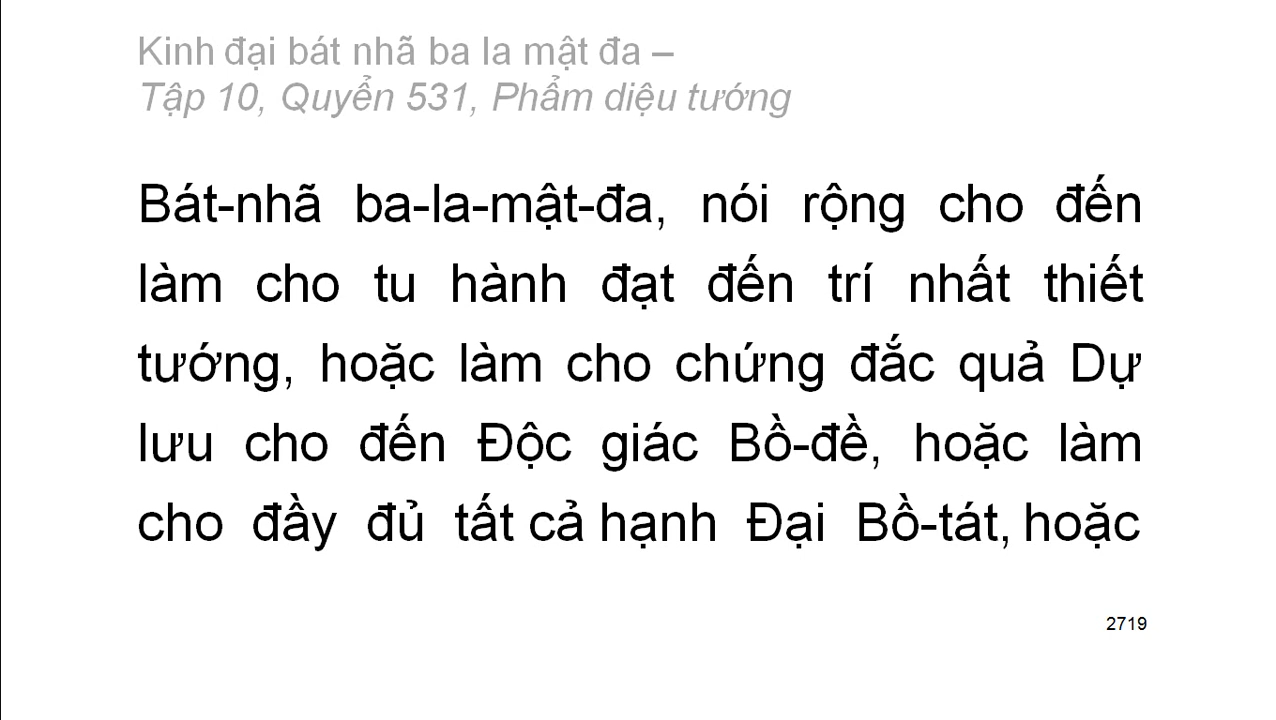 Kinh đại bát nhã ba la mật đa –
Tập 10, Quyển 531, Phẩm diệu tướng
Bát-nhã ba-la-mật-đa, nói rộng cho đến
làm cho tu hành đạt đến trí nhất thiết
tướng, hoặc làm cho chứng đắc quả Dự
lưu cho đến Độc giác Bồ-đề, hoặc làm
cho đầy đủ tất cả hạnh Đại Bồ-tát, hoặc
2719